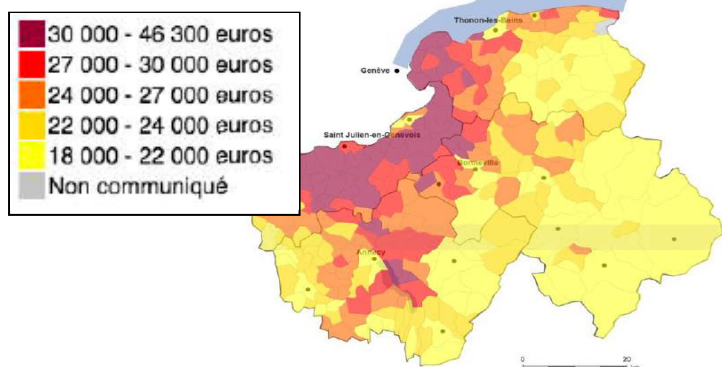 30 000 - 46 300 euros
27 000 - 30 000 euros
24 000 - 27 000 euros
22 000 - 24 000 euros
18 000 - 22 000 euros
Non communiqué
Thonon-les-Bains
Genève
Saint Julien-en-Genevois
Bonneville
Annecy
0 20